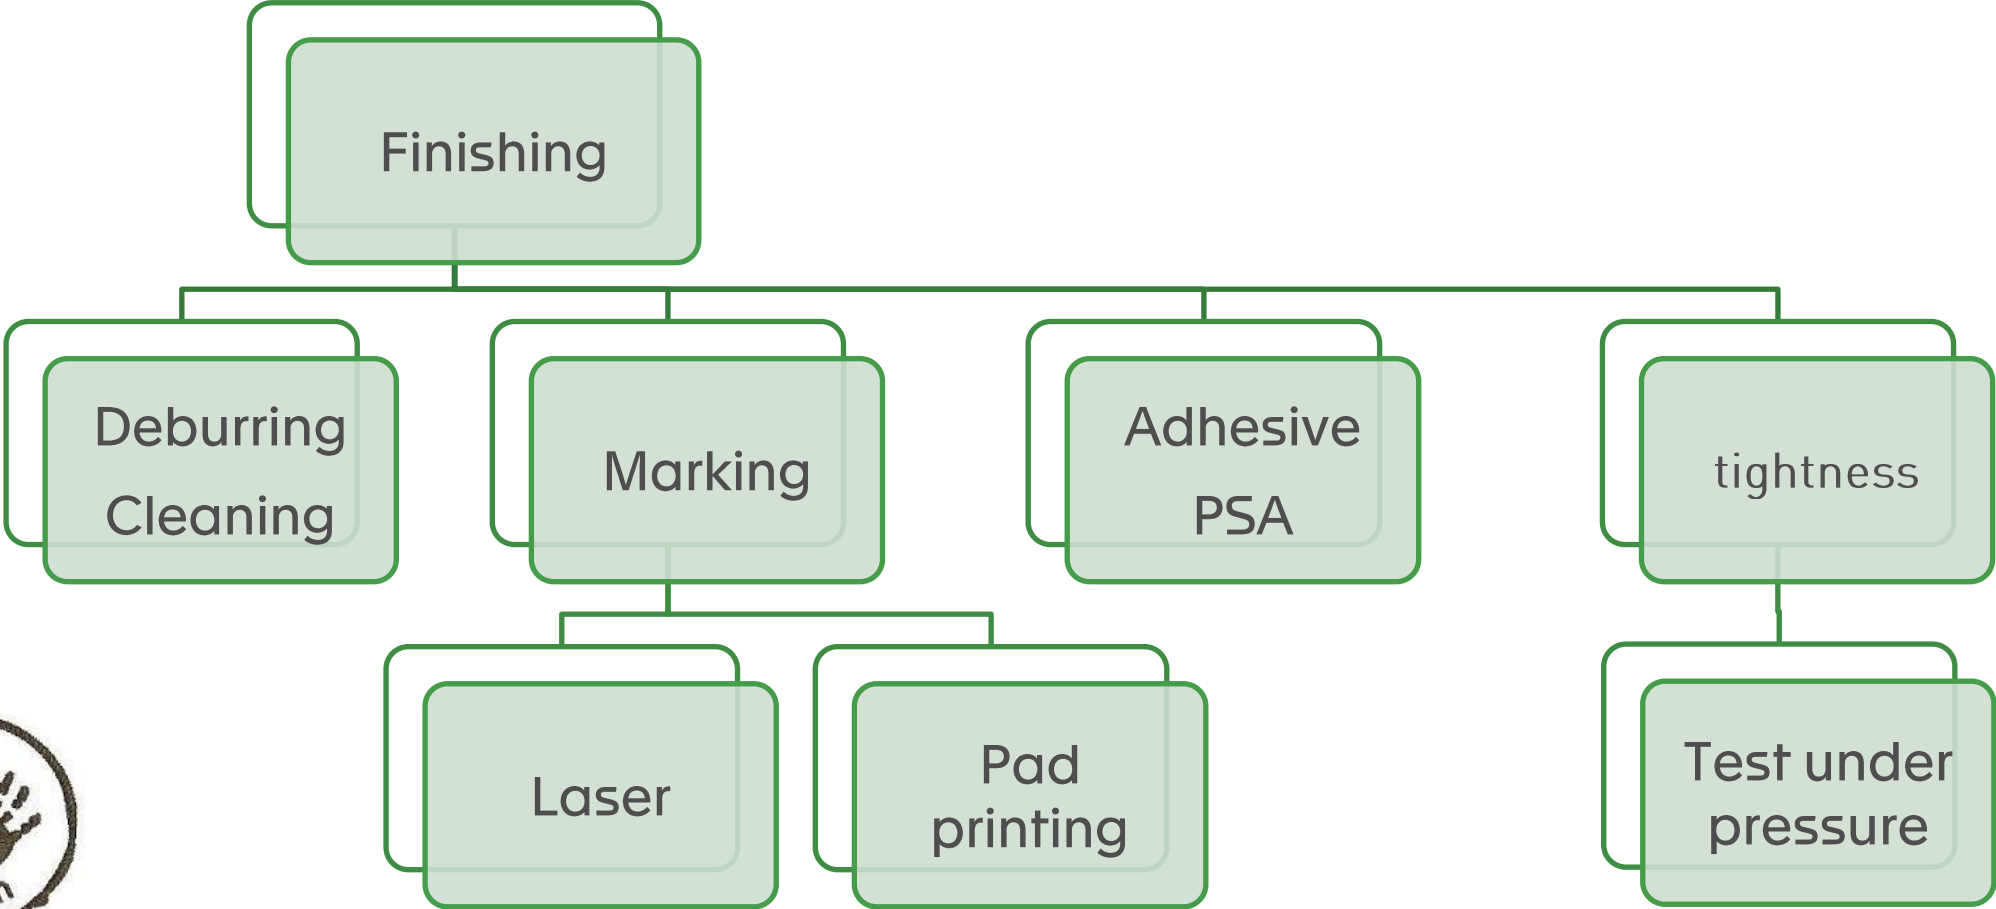 Finishing
Deburring
Cleaning
Marking
Adhesive
PSA
tightness
Laser
Pad
printing
Test under
pressure